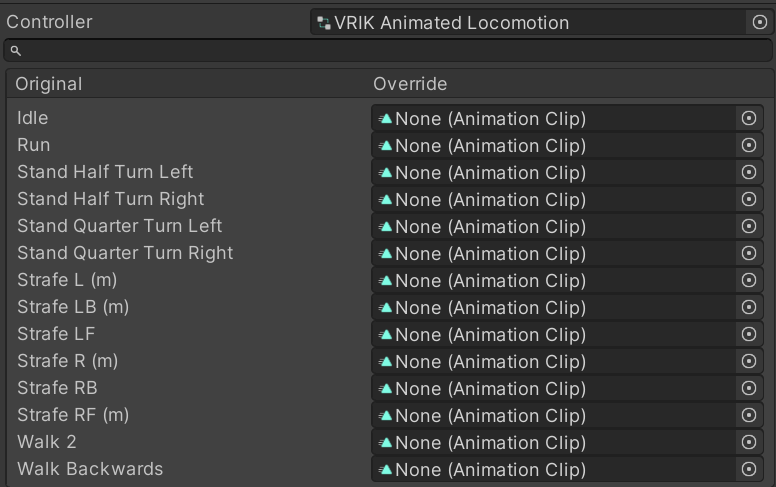 Controller VRIK Animated Locomotion
Original Override
Idle None (Animation Clip)
Run None (Animation Clip)
Stand Half Turn Left None (Animation Clip)
Stand Half Turn Right None (Animation Clip)
Stand Quarter Turn Left None (Animation Clip)
Stand Quarter Turn Right None (Animation Clip)
Strafe L (m) None (Animation Clip)
Strafe LB (m) None (Animation Clip)
Strafe LF None (Animation Clip)
Strafe R (m) None (Animation Clip)
Strafe RB None (Animation Clip)
Strafe RF (m) None (Animation Clip)
Walk 2 None (Animation Clip)
Walk Backwards None (Animation Clip)